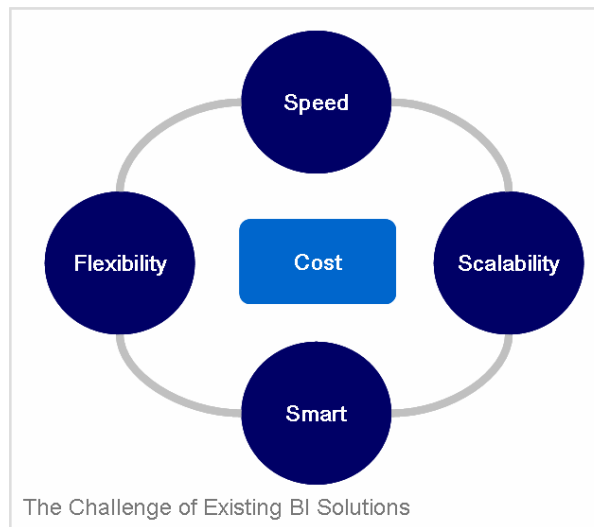 Speed
Flexibility
Cost
Scalability
Smart
The Challenge of Existing BI Solutions